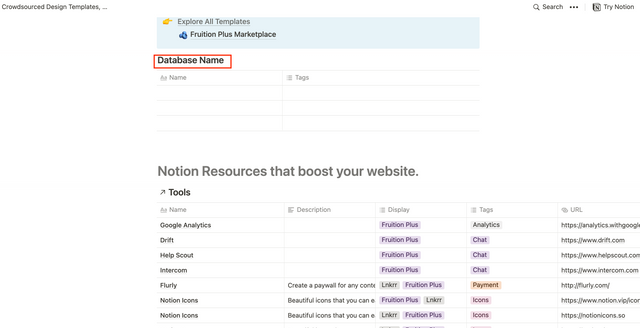 Crowdsourced Design Templates, ...
Search ••• Try Notion
Explore All Templates
Fruition Plus Marketplace
Database Name
Aa Name Tags
Notion Resources that boost your website.
Tools
Aa Name Description Display Tags URL
Google Analytics Fruition Plus Analytics https://analytics.withgoogle
Drift Fruition Plus Chat https://www.drift.com
Help Scout Fruition Plus Chat https://www.helpscout.com
Intercom Fruition Plus Chat https://www.intercom.com
Flurly Create a paywall for any conte Lnkrr Fruition Plus Payment http://flurly.com/
Notion Icons Beautiful icons that you can e Fruition Plus Lnkrr Icons https://www.notion.vip/ico
Notion Icons Beautiful icons that you can e Lnkrr Fruition Plus Icons https://notionicons.so